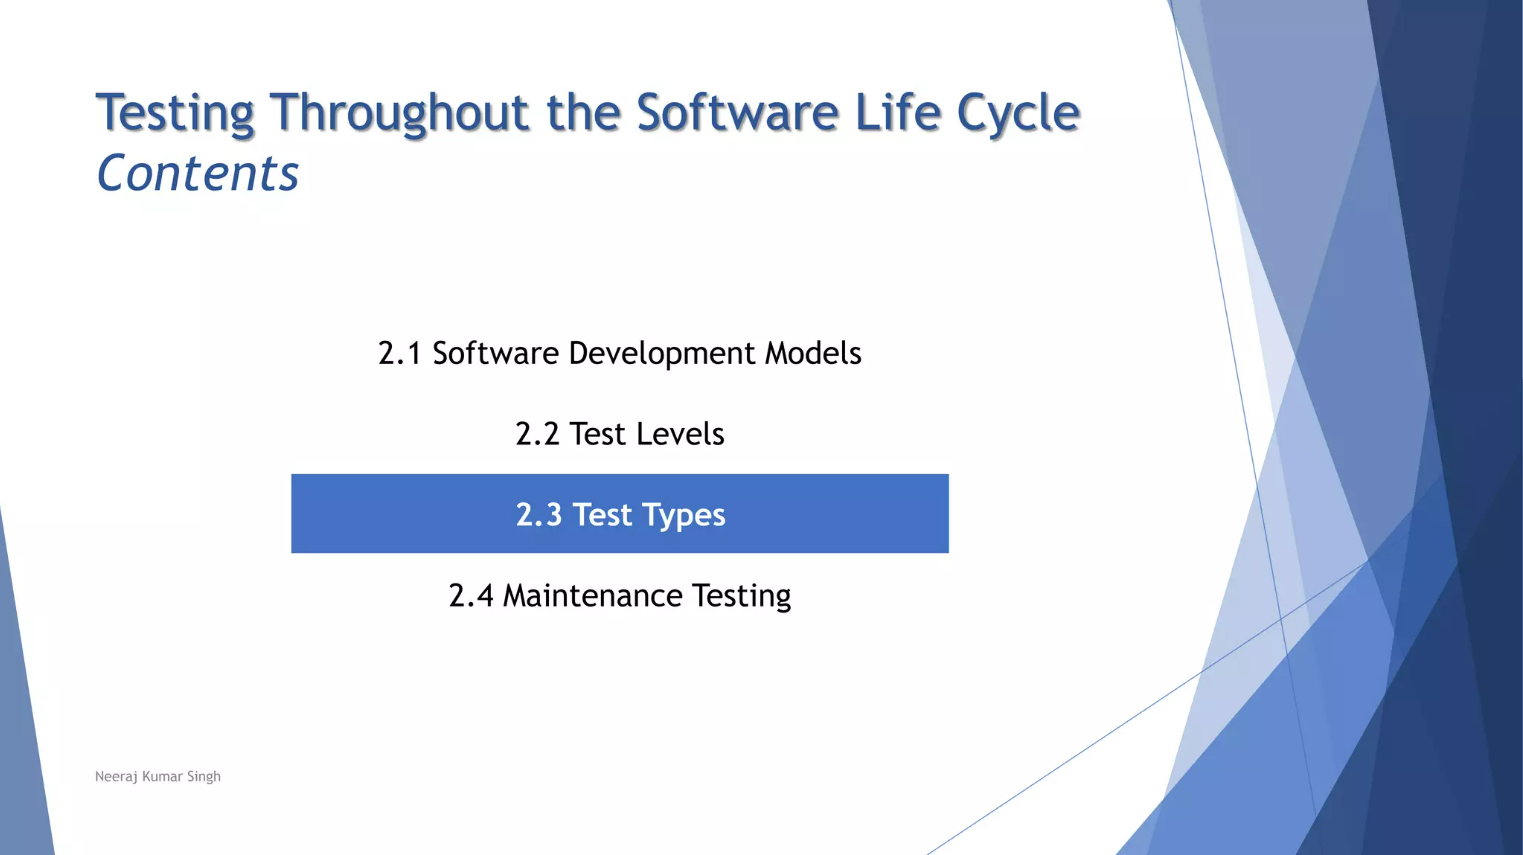 Testing Throughout the Software Life Cycle
Contents
2.1 Software Development Models
2.2 Test Levels
2.3 Test Types
2.4 Maintenance Testing
Neeraj Kumar Singh